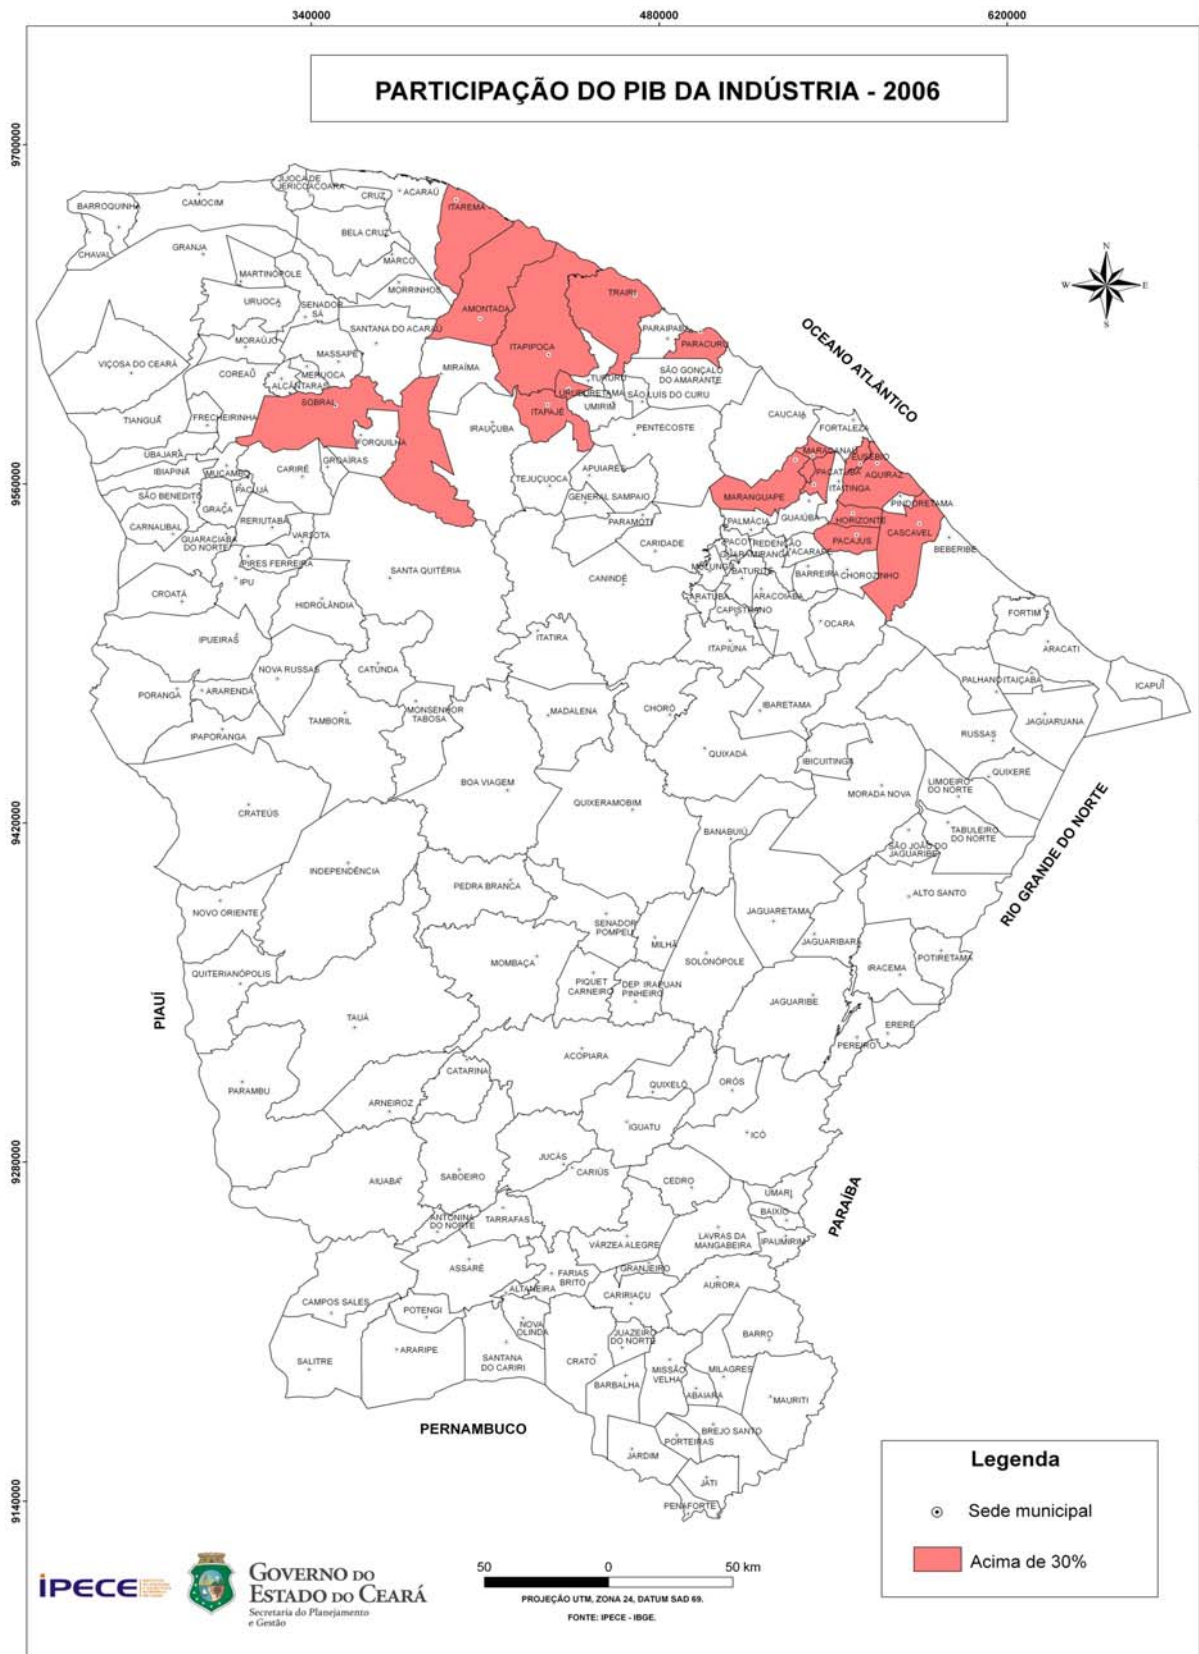 340000
480000
620000
PARTICIPAÇÃO DO PIB DA INDÚSTRIA - 2006
9700000
9560000
9420000
9280000
9140000
JIJOCA DE
JERICOACOARA
CRUZ
ACARAÚ
ITAREMA
BARROQUINHA
CAMOCIM
BELA CRUZ
CHAVAL
GRANJA
MARCO
MARTINÓPOLE
MORRINHOS
URUOCA
SENADOR
SÁ
AMONTADA
TRAIRI
SANTANA DO ACARAÚ
PARAIPABA
PARACURU
MORAÚJO
MASSAPÊ
ITAPIPOCA
OCEANO ATLÂNTICO
N
W
E
S
VIÇOSA DO CEARÁ
COREAÚ
MERUOCA
ALCÂNTARAS
MIRAÍMA
SÃO GONÇALO
DO AMARANTE
TURURU
URUBURETAMA
SÃO LUÍS DO CURU
UMIRIM
SOBRAL
ITAPAJÉ
TIANGUÁ
FRECHEIRINHA
IRAUÇUBA
PENTECOSTE
CAUCAIA
FORTALEZA
FORQUILHA
UBAJARA
IBIAPINA
MUCAMBO
CARIRÉ
GROAÍRAS
MARACANAÚ
EUSÉBIO
PACATUBA
AQUIRAZ
ITAITINGA
SÃO BENEDITO
PACUJÁ
GRAÇA
TEJUÇUOCA
APUIARÉS
GENERAL SAMPAIO
MARANGUAPE
PINDORETAMA
CARNAUBAL
GUARACIABA
DO NORTE
RERIUTABA
VARJOTA
PARAMOTI
CARIDADE
PALMÁCIA
GUAIÚBA
HORIZONTE
CASCAVEL
PACAJUS
BEBERIBE
PACOTI
REDENÇÃO
GUARAMIRANGA
ACARAPE
MULUNGU
BATURITÉ
BARREIRA
CHOROZINHO
PIRES FERREIRA
IPU
SANTA QUITÉRIA
CANINDÉ
ARATUBA
ARACOIABA
CAPISTRANO
CROATÁ
HIDROLÂNDIA
OCARA
FORTIM
IPUEIRAS
ITATIRA
ITAPIÚNA
ARACATI
NOVA RUSSAS
CATUNDA
PORANGA
ARARENDÁ
PALHANO
ITAIÇABA
ICAPUÍ
MONSENHOR
TABOSA
MADALENA
CHORÓ
IBARETAMA
TAMBORIL
JAGUARUANA
IPAPORANGA
RUSSAS
QUIXADÁ
IBICUITINGA
BOA VIAGEM
LIMOEIRO
DO NORTE
QUIXERÉ
QUIXERAMOBIM
MORADA NOVA
CRATEÚS
BANABUIÚ
TABULEIRO
DO NORTE
SÃO JOÃO DO
JAGUARIBE
RIO GRANDE DO NORTE
INDEPENDÊNCIA
PEDRA BRANCA
ALTO SANTO
NOVO ORIENTE
SENADOR
POMPEU
JAGUARETAMA
JAGUARIBARA
MILHÃ
SOLONÓPOLE
POTIRETAMA
MOMBAÇA
IRACEMA
QUITERIANÓPOLIS
PIQUET
CARNEIRO
DEP. IRAPUAN
PINHEIRO
JAGUARIBE
PIAUÍ
TAUÁ
ERERÊ
PEREIRO
ACOPIARA
CATARINA
QUIXELÔ
ORÓS
PARAMBU
ARNEIROZ
IGUATU
ICÓ
JUCÁS
CARIÚS
AIUABA
SABOEIRO
CEDRO
UMARI
ANTONINA
DO NORTE
TARRAFAS
BAIXIO
PARAÍBA
VÁRZEA ALEGRE
LAVRAS DA
MANGABEIRA
IPAUMIRIM
ASSARÉ
FARIAS
BRITO
GRANJEIRO
ALTANEIRA
AURORA
CAMPOS SALES
POTENGI
CARIRIAÇU
NOVA
OLINDA
JUAZEIRO
DO NORTE
BARRO
ARARIPE
SALITRE
SANTANA
DO CARIRI
CRATO
MISSÃO
VELHA
MILAGRES
BARBALHA
ABAIARA
MAURITI
PERNAMBUCO
BREJO SANTO
PORTEIRAS
JARDIM
JATI
PENAFORTE
Legenda
Sede municipal
Acima de 30%
IPECE
GOVERNO DO
ESTADO DO CEARÁ
Secretaria do Planejamento
e Gestão
50
0
50 km
PROJEÇÃO UTM, ZONA 24, DATUM SAD 69.
FONTE: IPECE - IBGE.